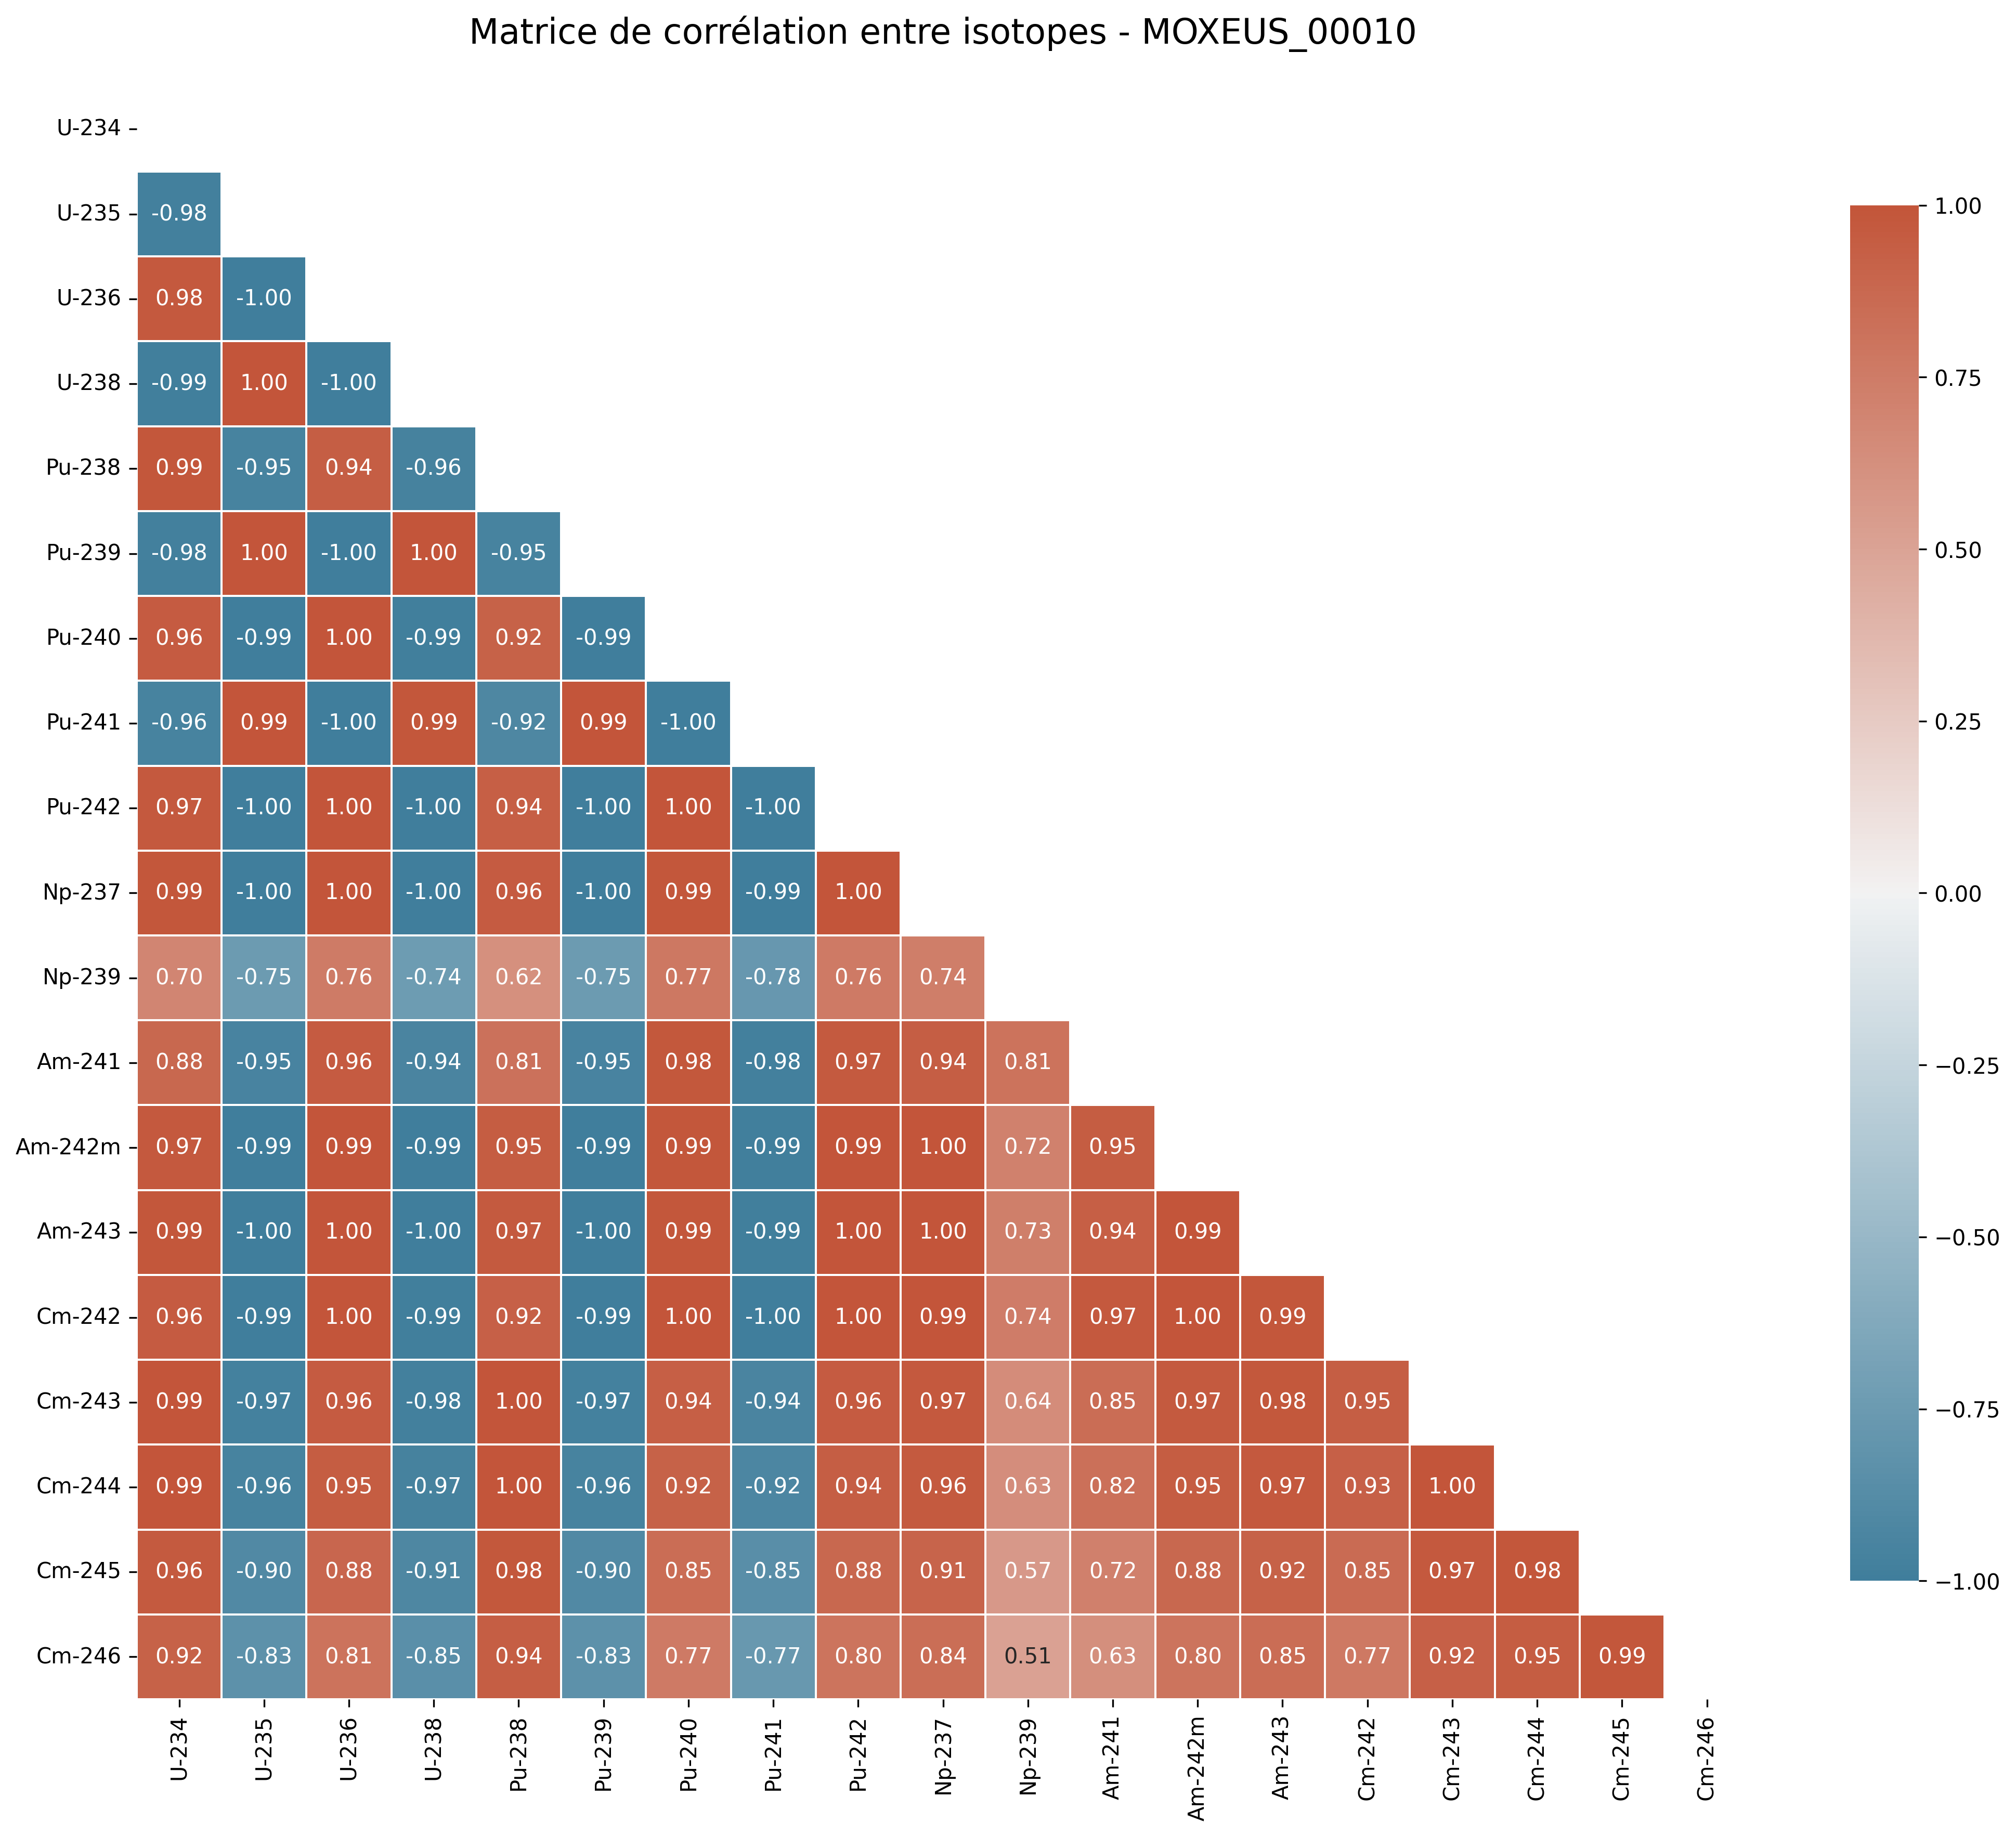 Matrice de corrélation entre isotopes - MOXEUS_00010
U-234
U-235 -0.98
U-236 0.98 -1.00
U-238 -0.99 1.00 -1.00
Pu-238 0.99 -0.95 0.94 -0.96
Pu-239 -0.98 1.00 -1.00 1.00 -0.95
Pu-240 0.96 -0.99 1.00 -0.99 0.92 -0.99
Pu-241 -0.96 0.99 -1.00 0.99 -0.92 0.99 -1.00
Pu-242 0.97 -1.00 1.00 -1.00 0.94 -1.00 1.00 -1.00
Np-237 0.99 -1.00 1.00 -1.00 0.96 -1.00 0.99 -0.99 1.00
Np-239 0.70 -0.75 0.76 -0.74 0.62 -0.75 0.77 -0.78 0.76 0.74
Am-241 0.88 -0.95 0.96 -0.94 0.81 -0.95 0.98 -0.98 0.97 0.94 0.81
Am-242m 0.97 -0.99 0.99 -0.99 0.95 -0.99 0.99 -0.99 0.99 1.00 0.72 0.95
Am-243 0.99 -1.00 1.00 -1.00 0.97 -1.00 0.99 -0.99 1.00 1.00 0.73 0.94 0.99
Cm-242 0.96 -0.99 1.00 -0.99 0.92 -0.99 1.00 -1.00 1.00 0.99 0.74 0.97 1.00 0.99
Cm-243 0.99 -0.97 0.96 -0.98 1.00 -0.97 0.94 -0.94 0.96 0.97 0.64 0.85 0.97 0.98 0.95
Cm-244 0.99 -0.96 0.95 -0.97 1.00 -0.96 0.92 -0.92 0.94 0.96 0.63 0.82 0.95 0.97 0.93 1.00
Cm-245 0.96 -0.90 0.88 -0.91 0.98 -0.90 0.85 -0.85 0.88 0.91 0.57 0.72 0.88 0.92 0.85 0.97 0.98
Cm-246 0.92 -0.83 0.81 -0.85 0.94 -0.83 0.77 -0.77 0.80 0.84 0.51 0.63 0.80 0.85 0.77 0.92 0.95 0.99
U-234 U-235 U-236 U-238 Pu-238 Pu-239 Pu-240 Pu-241 Pu-242 Np-237 Np-239 Am-241 Am-242m Am-243 Cm-242 Cm-243 Cm-244 Cm-245 Cm-246
1.00
0.75
0.50
0.25
0.00
−0.25
−0.50
−0.75
−1.00